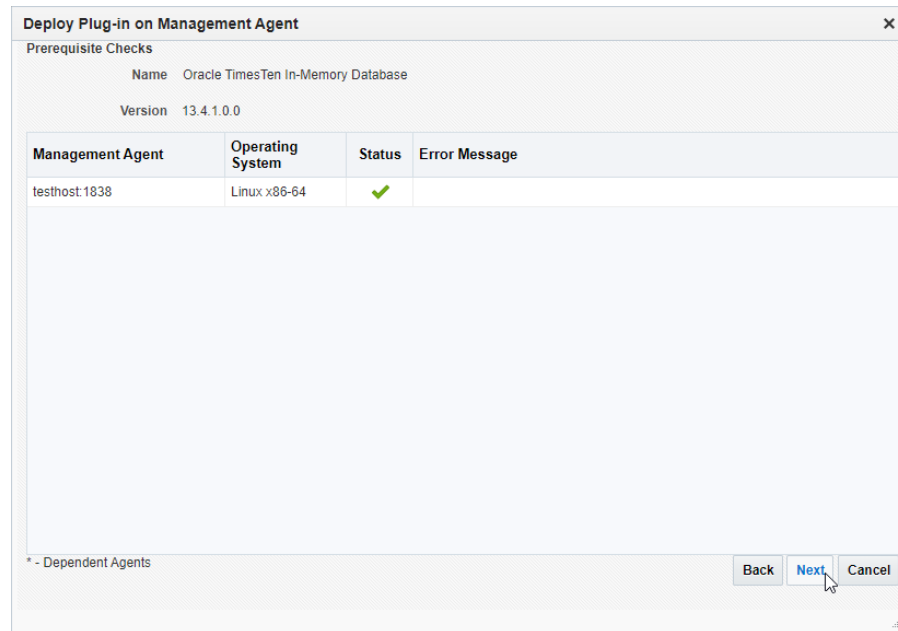 Deploy Plug-in on Management Agent
Prerequisite Checks
Name Oracle TimesTen In-Memory Database
Version 13.4.1.0.0
Management Agent Operating System Status Error Message
testhost:1838 Linux x86-64
* - Dependent Agents
Back Next Cancel